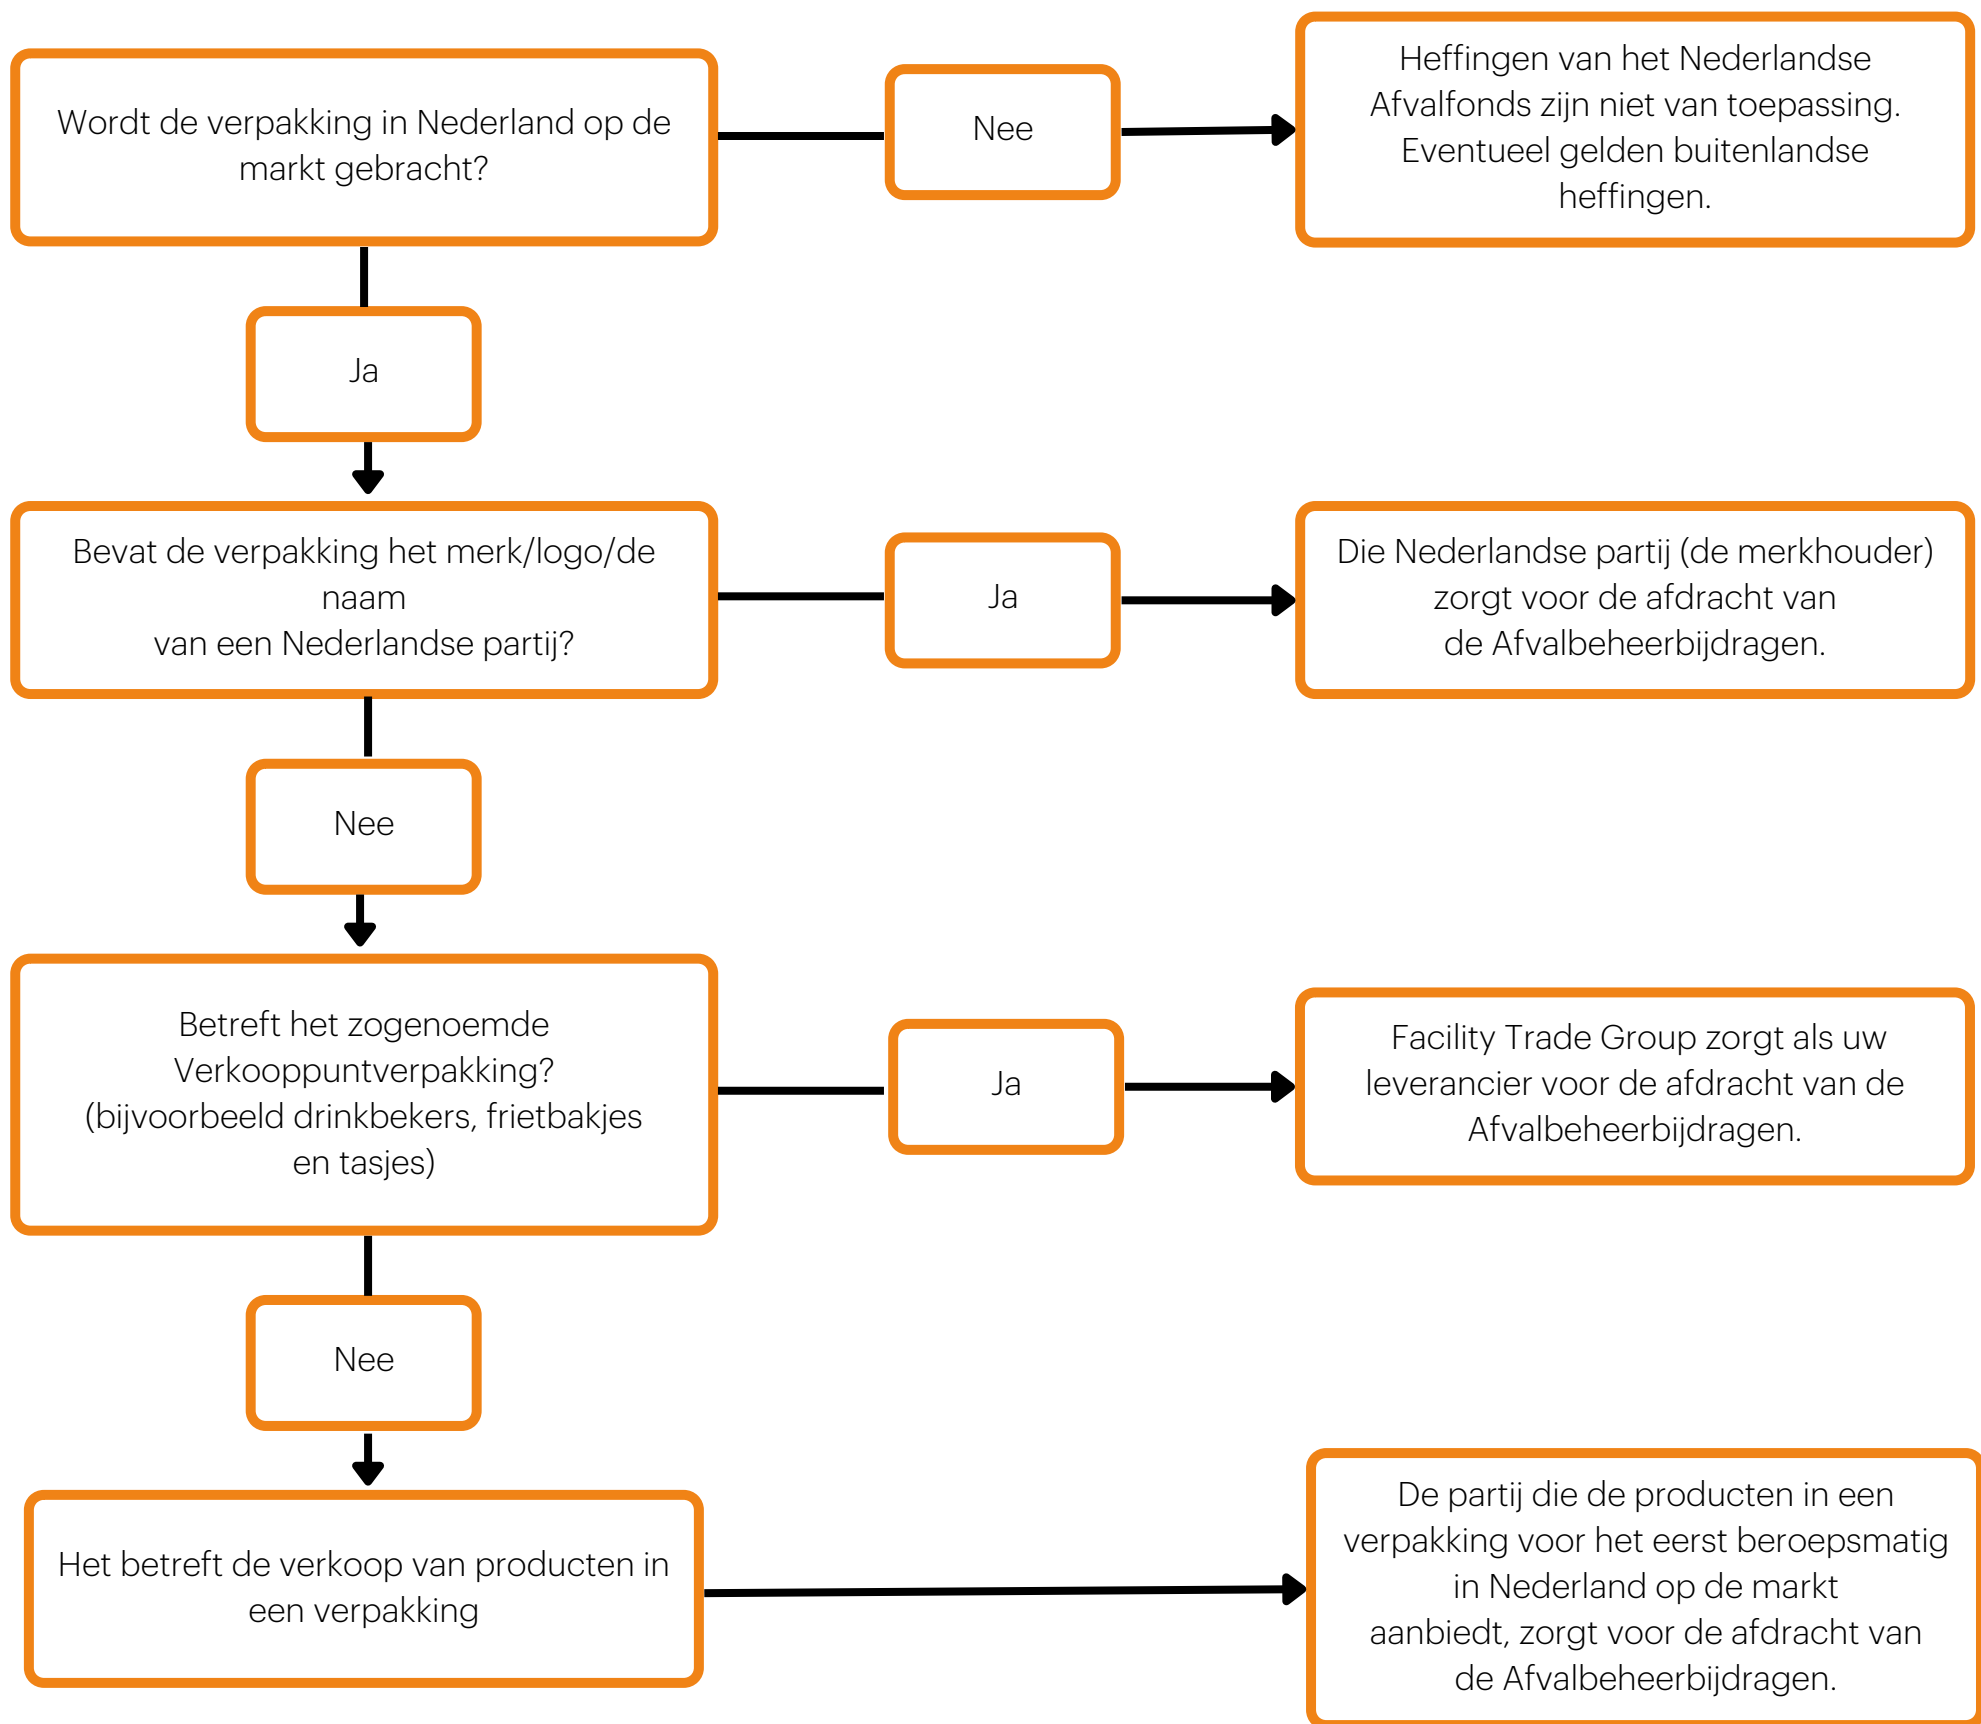 Wordt de verpakking in Nederland op de
markt gebracht?
Nee
Heffingen van het Nederlandse
Afvalfonds zijn niet van toepassing.
Eventueel gelden buitenlandse
heffingen.
Ja
Bevat de verpakking het merk/logo/de
naam
van een Nederlandse partij?
Ja
Die Nederlandse partij (de merkhouder)
zorgt voor de afdracht van
de Afvalbeheerbijdragen.
Nee
Betreft het zogenoemde
Verkooppuntverpakking?
(bijvoorbeeld drinkbekers, frietbakjes
en tasjes)
Ja
Facility Trade Group zorgt als uw
leverancier voor de afdracht van de
Afvalbeheerbijdragen.
Nee
Het betreft de verkoop van producten in
een verpakking
De partij die de producten in een
verpakking voor het eerst beroepsmatig
in Nederland op de markt
aanbiedt, zorgt voor de afdracht van
de Afvalbeheerbijdragen.